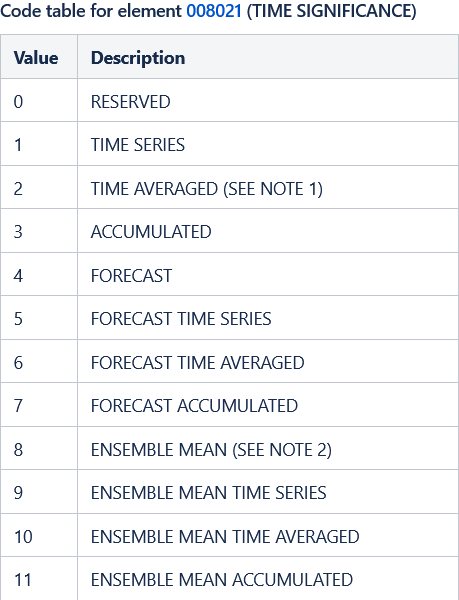 Code table for element 008021 (TIME SIGNIFICANCE)
Value Description
0 RESERVED
1 TIME SERIES
2 TIME AVERAGED (SEE NOTE 1)
3 ACCUMULATED
4 FORECAST
5 FORECAST TIME SERIES
6 FORECAST TIME AVERAGED
7 FORECAST ACCUMULATED
8 ENSEMBLE MEAN (SEE NOTE 2)
9 ENSEMBLE MEAN TIME SERIES
10 ENSEMBLE MEAN TIME AVERAGED
11 ENSEMBLE MEAN ACCUMULATED